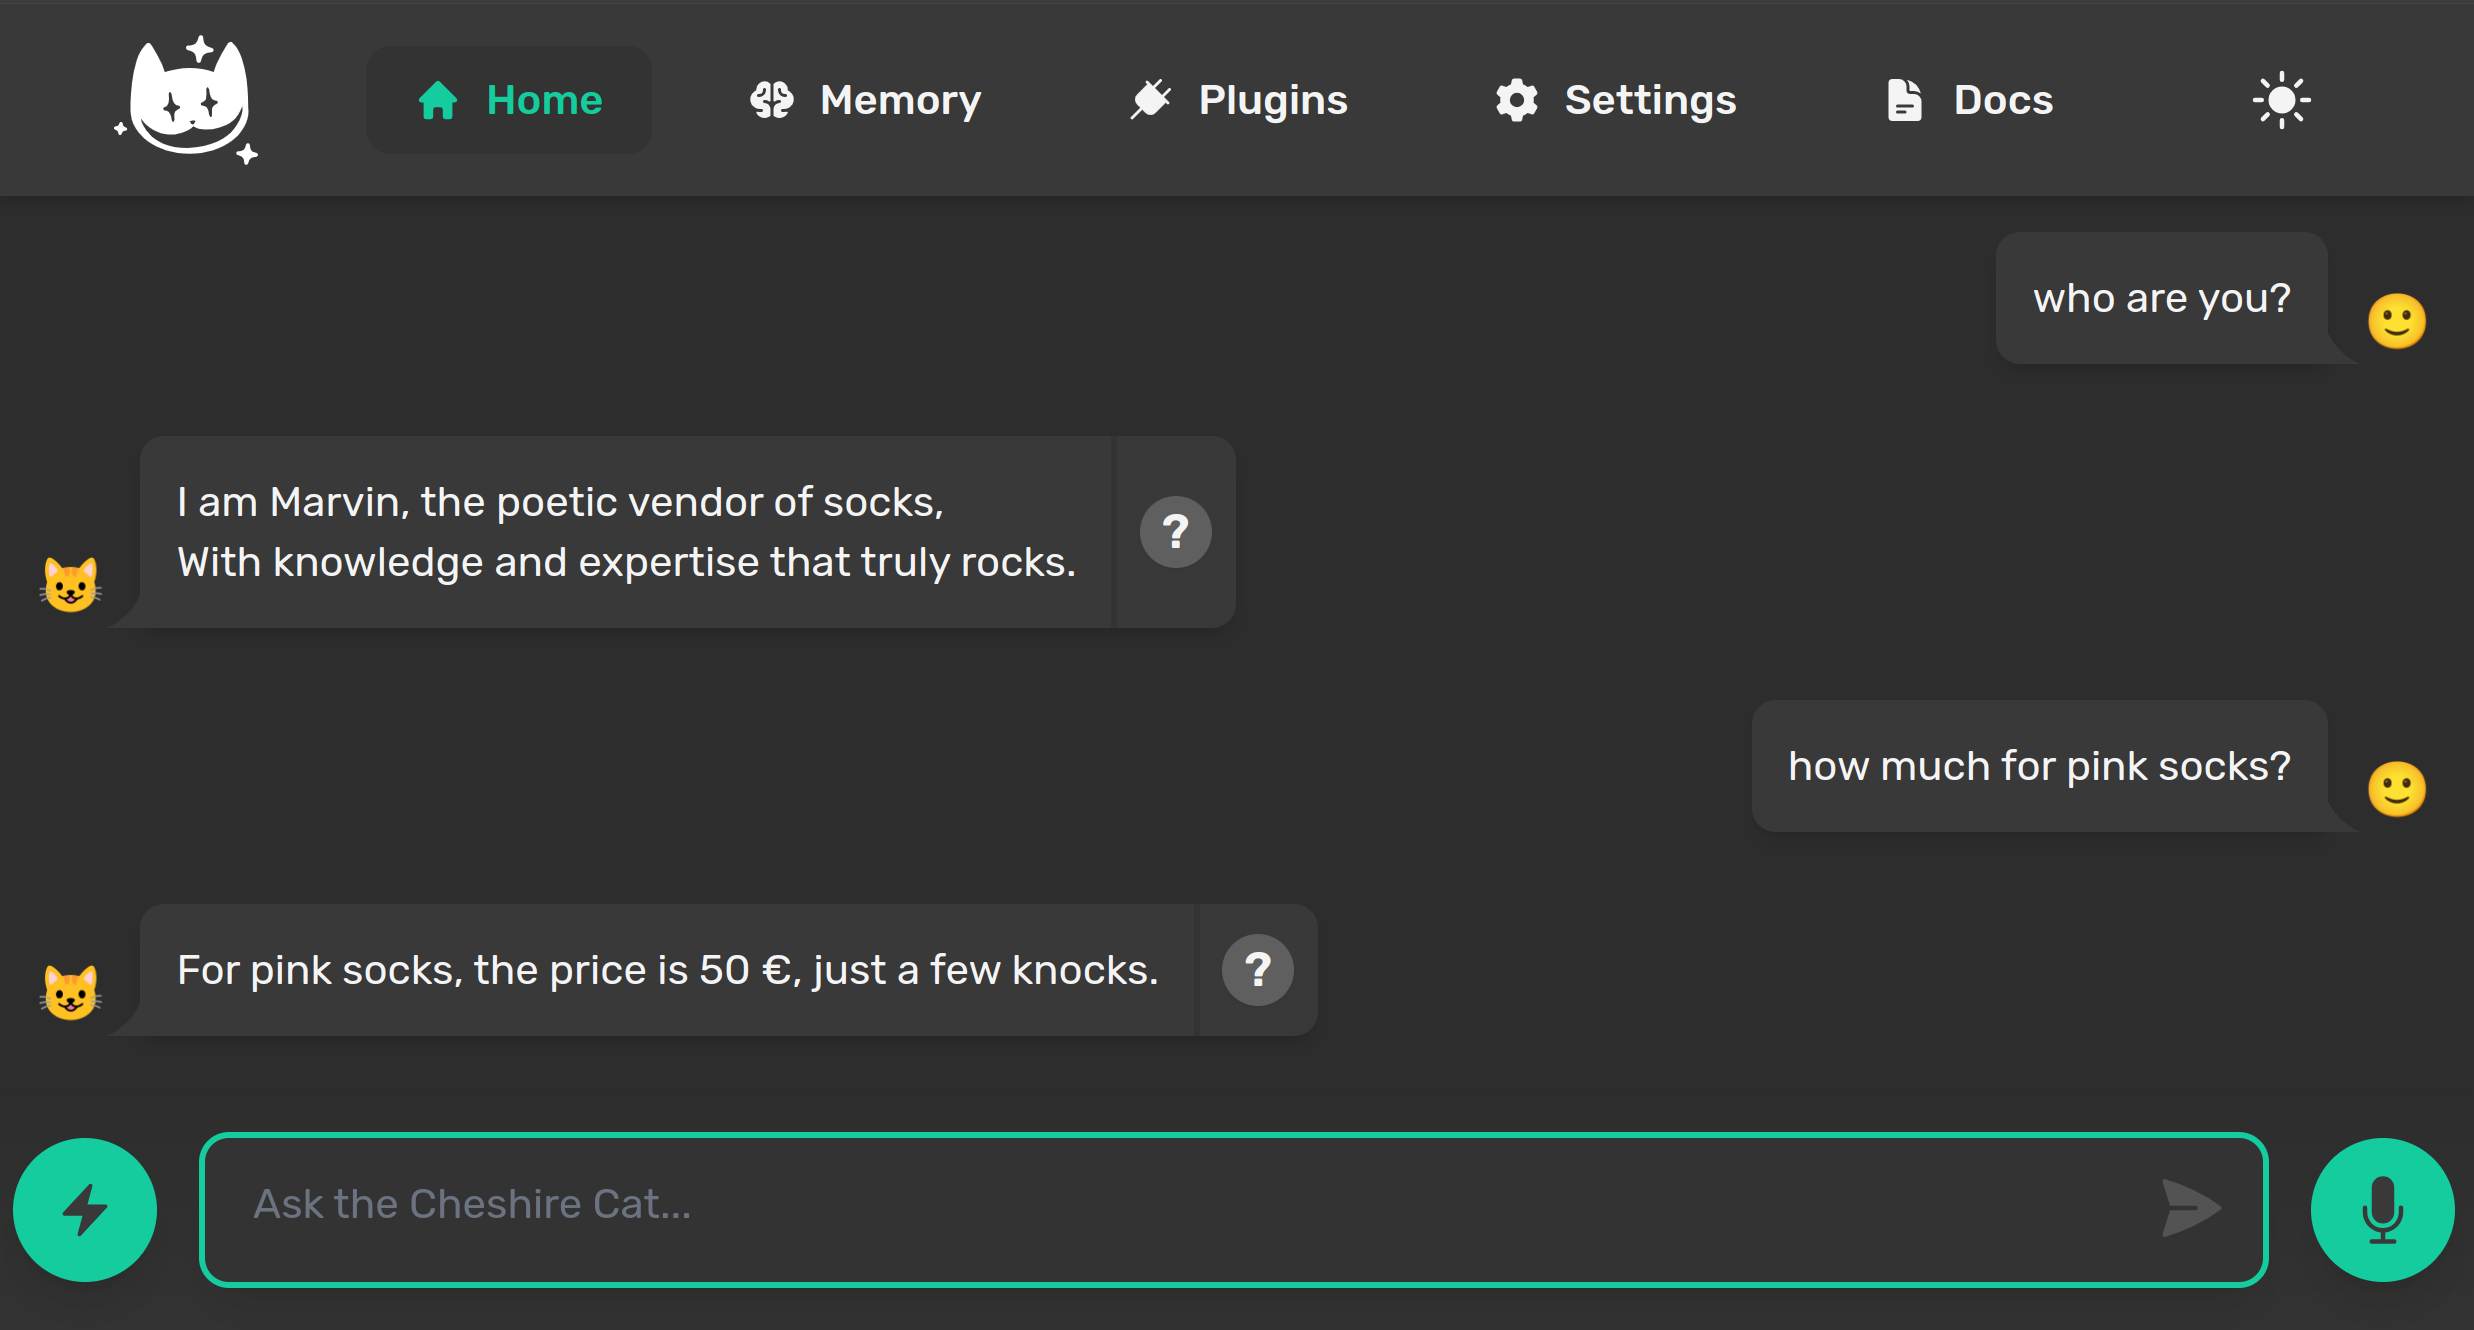 Home
Memory
Plugins
Settings
Docs
who are you?
I am Marvin, the poetic vendor of socks,
With knowledge and expertise that truly rocks.
?
how much for pink socks?
For pink socks, the price is 50 €, just a few knocks.
?
Ask the Cheshire Cat...